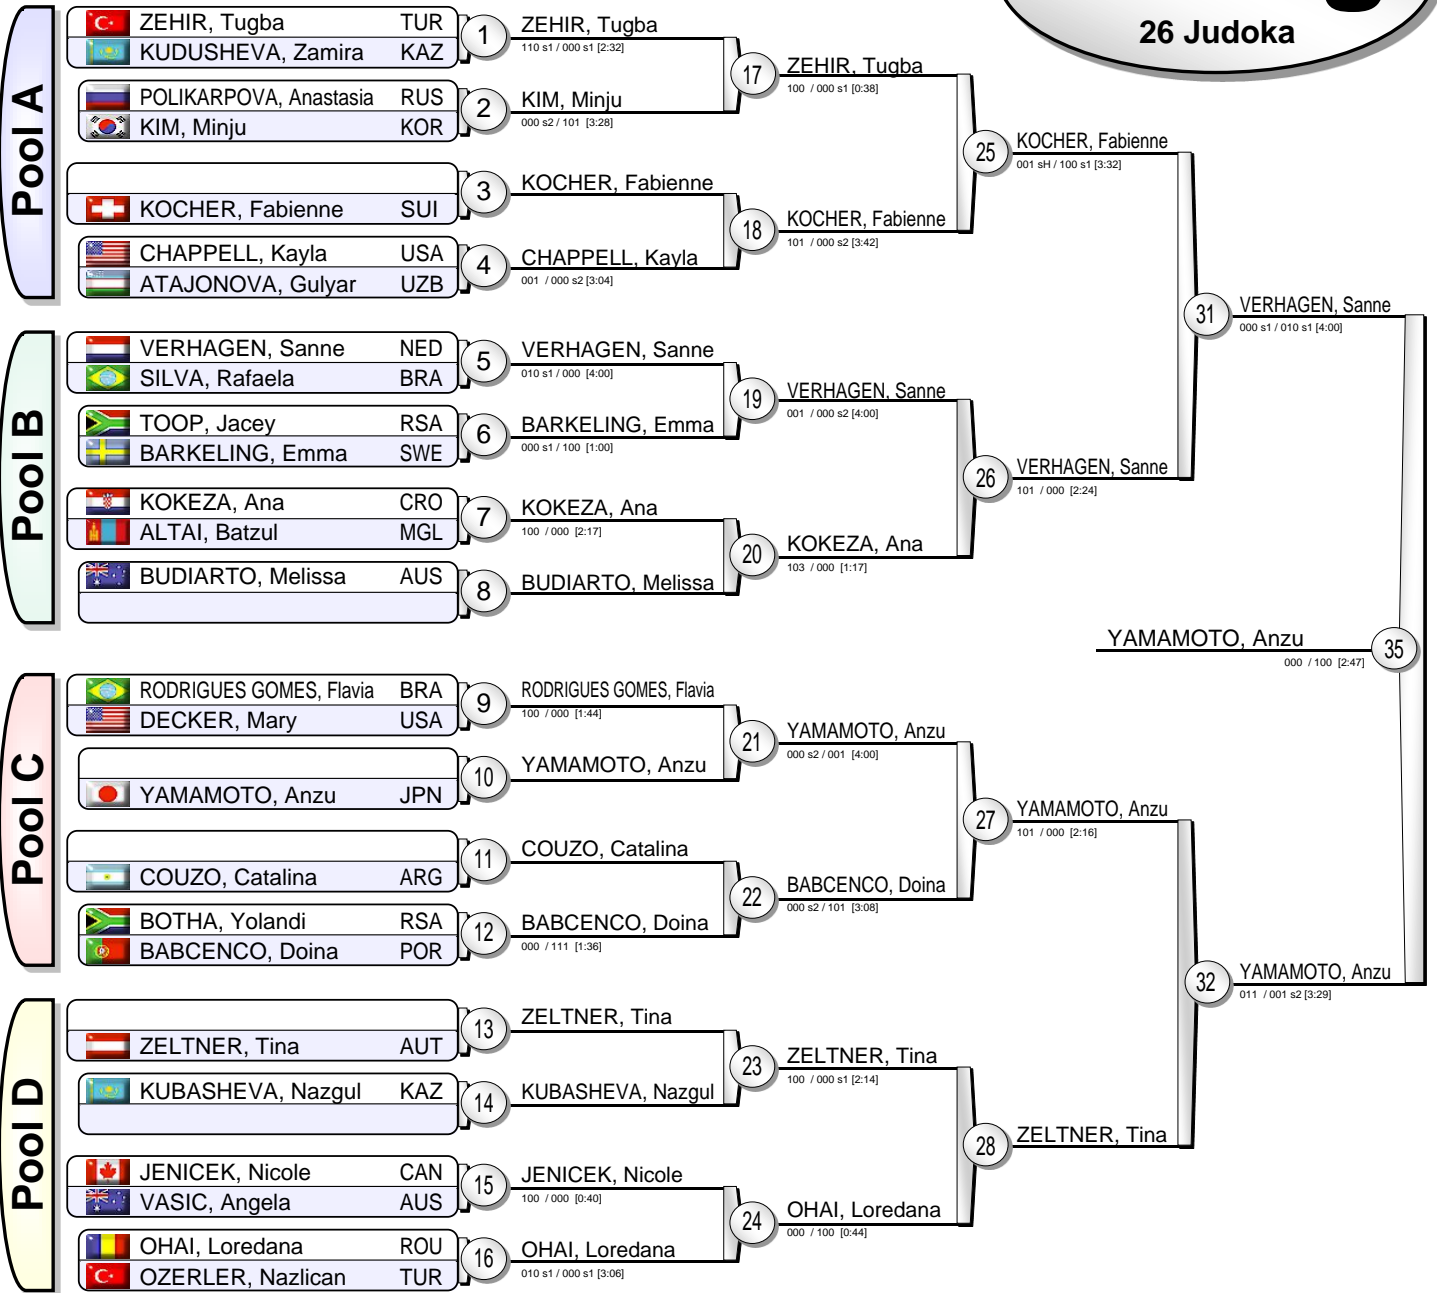 26 Judoka
Pool A
ZEHIR, Tugba TUR
KUDUSHEVA, Zamira KAZ
1
POLIKARPOVA, Anastasia RUS
KIM, Minju KOR
2
KOCHER, Fabienne SUI
3
CHAPPELL, Kayla USA
ATAJONOVA, Gulyar UZB
4
ZEHIR, Tugba
110 s1 / 000 s1 [2:32]
KIM, Minju
000 s2 / 101 [3:28]
17
KOCHER, Fabienne
CHAPPELL, Kayla
001 / 000 s2 [3:04]
18
ZEHIR, Tugba
100 / 000 s1 [0:38]
KOCHER, Fabienne
101 / 000 s2 [3:42]
25
KOCHER, Fabienne
001 sH / 100 s1 [3:32]
Pool B
VERHAGEN, Sanne NED
SILVA, Rafaela BRA
5
TOOP, Jacey RSA
BARKELING, Emma SWE
6
KOKEZA, Ana CRO
ALTAI, Batzul MGL
7
BUDIARTO, Melissa AUS
8
VERHAGEN, Sanne
010 s1 / 000 [4:00]
BARKELING, Emma
000 s1 / 100 [1:00]
19
KOKEZA, Ana
100 / 000 [2:17]
BUDIARTO, Melissa
20
VERHAGEN, Sanne
001 / 000 s2 [4:00]
KOKEZA, Ana
103 / 000 [1:17]
26
VERHAGEN, Sanne
101 / 000 [2:24]
31
VERHAGEN, Sanne
000 s1 / 010 s1 [4:00]
YAMAMOTO, Anzu
000 / 100 [2:47]
35
Pool C
RODRIGUES GOMES, Flavia BRA
DECKER, Mary USA
9
YAMAMOTO, Anzu JPN
10
COUZO, Catalina ARG
11
BOTHA, Yolandi RSA
BABCENCO, Doina POR
12
RODRIGUES GOMES, Flavia
100 / 000 [1:44]
YAMAMOTO, Anzu
21
COUZO, Catalina
BABCENCO, Doina
000 / 111 [1:36]
22
YAMAMOTO, Anzu
000 s2 / 001 [4:00]
BABCENCO, Doina
000 s2 / 101 [3:08]
27
YAMAMOTO, Anzu
101 / 000 [2:16]
Pool D
ZELTNER, Tina AUT
13
KUBASHEVA, Nazgul KAZ
14
JENICEK, Nicole CAN
VASIC, Angela AUS
15
OHAI, Loredana ROU
OZERLER, Nazlican TUR
16
ZELTNER, Tina
KUBASHEVA, Nazgul
23
JENICEK, Nicole
100 / 000 [0:40]
OHAI, Loredana
010 s1 / 000 s1 [3:06]
24
ZELTNER, Tina
100 / 000 s1 [2:14]
OHAI, Loredana
000 / 100 [0:44]
28
ZELTNER, Tina
32
YAMAMOTO, Anzu
011 / 001 s2 [3:29]